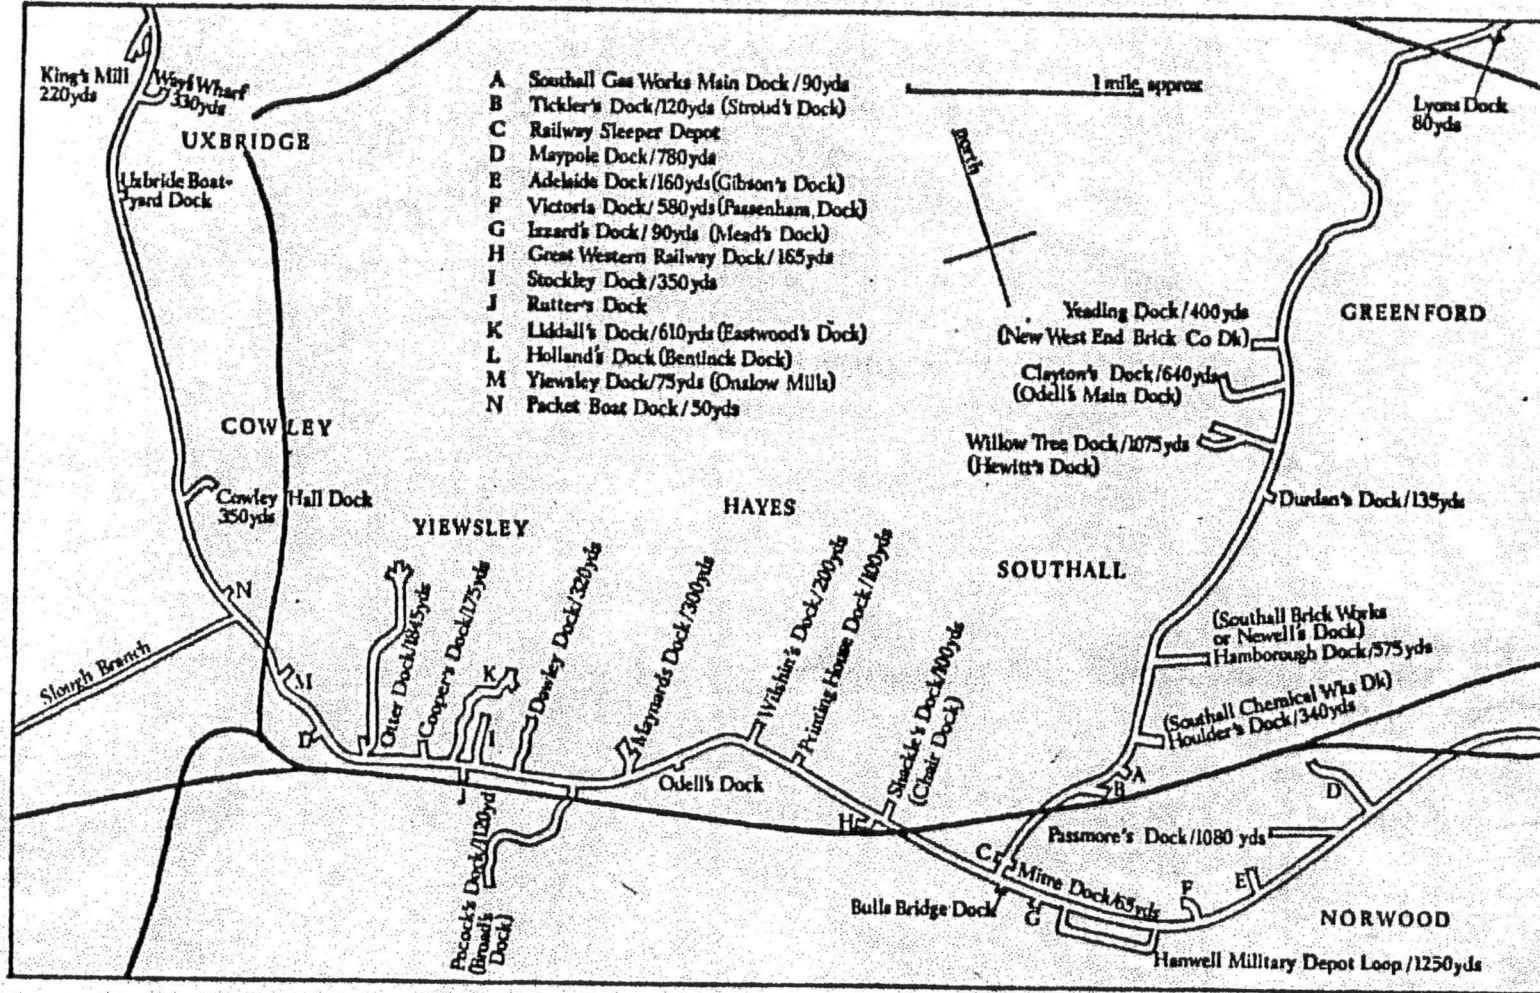 King's Mill
220yds
Ways Wharf
330yds
UXBRIDGE
Uxbride Boat-
yard Dock
A Southall Gas Works Main Dock/90yds
B Tickler's Dock/120yds (Stroud's Dock)
C Railway Sleeper Depot
D Maypole Dock/780yds
E Adelaide Dock/160yds(Gibson's Dock)
F Victoria Dock/580yds(Passenham Dock)
G Izzard's Dock/90yds (Mead's Dock)
H Great Western Railway Dock/165yds
I Stockley Dock/350yds
J Rutter's Dock
K Liddall's Dock/610yds(Eastwood's Dock)
L Holland's Dock(Bentinck Dock)
M Yiewsley Dock/75yds (Onslow Mills)
N Packet Boat Dock/50yds
1 mile approx
north
Lyons Dock
80yds
GREENFORD
Yeading Dock/400yds
(New West End Brick Co Dk)
Clayton's Dock/640yds
(Odell's Main Dock)
Willow Tree Dock/1075yds
(Hewitt's Dock)
Durdan's Dock/135yds
COWLEY
Cowley Hall Dock
350yds
YIEWSLEY
HAYES
SOUTHALL
N
Slough Branch
M
L
Otter Dock/1845yds
Cooper's Dock/175yds
K
I
J
Dawley Dock/320yds
Maynards Dock/300yds
Odell's Dock
Wilshin's Dock/200yds
Printing House Dock/100yds
Shackle's Dock/100yds
(Chair Dock)
H
Pocock's Dock/120yd
(Broad's
Dock)
(Southall Brick Works
or Newell's Dock)
Hamborough Dock/575yds
(Southall Chemical Wks Dk)
Houlder's Dock/340yds
A
B
D
Passmore's Dock/1080 yds
C
Mitre Dock/65yds
F
E
Bulls Bridge Dock
G
NORWOOD
Hanwell Military Depot Loop/1250yds